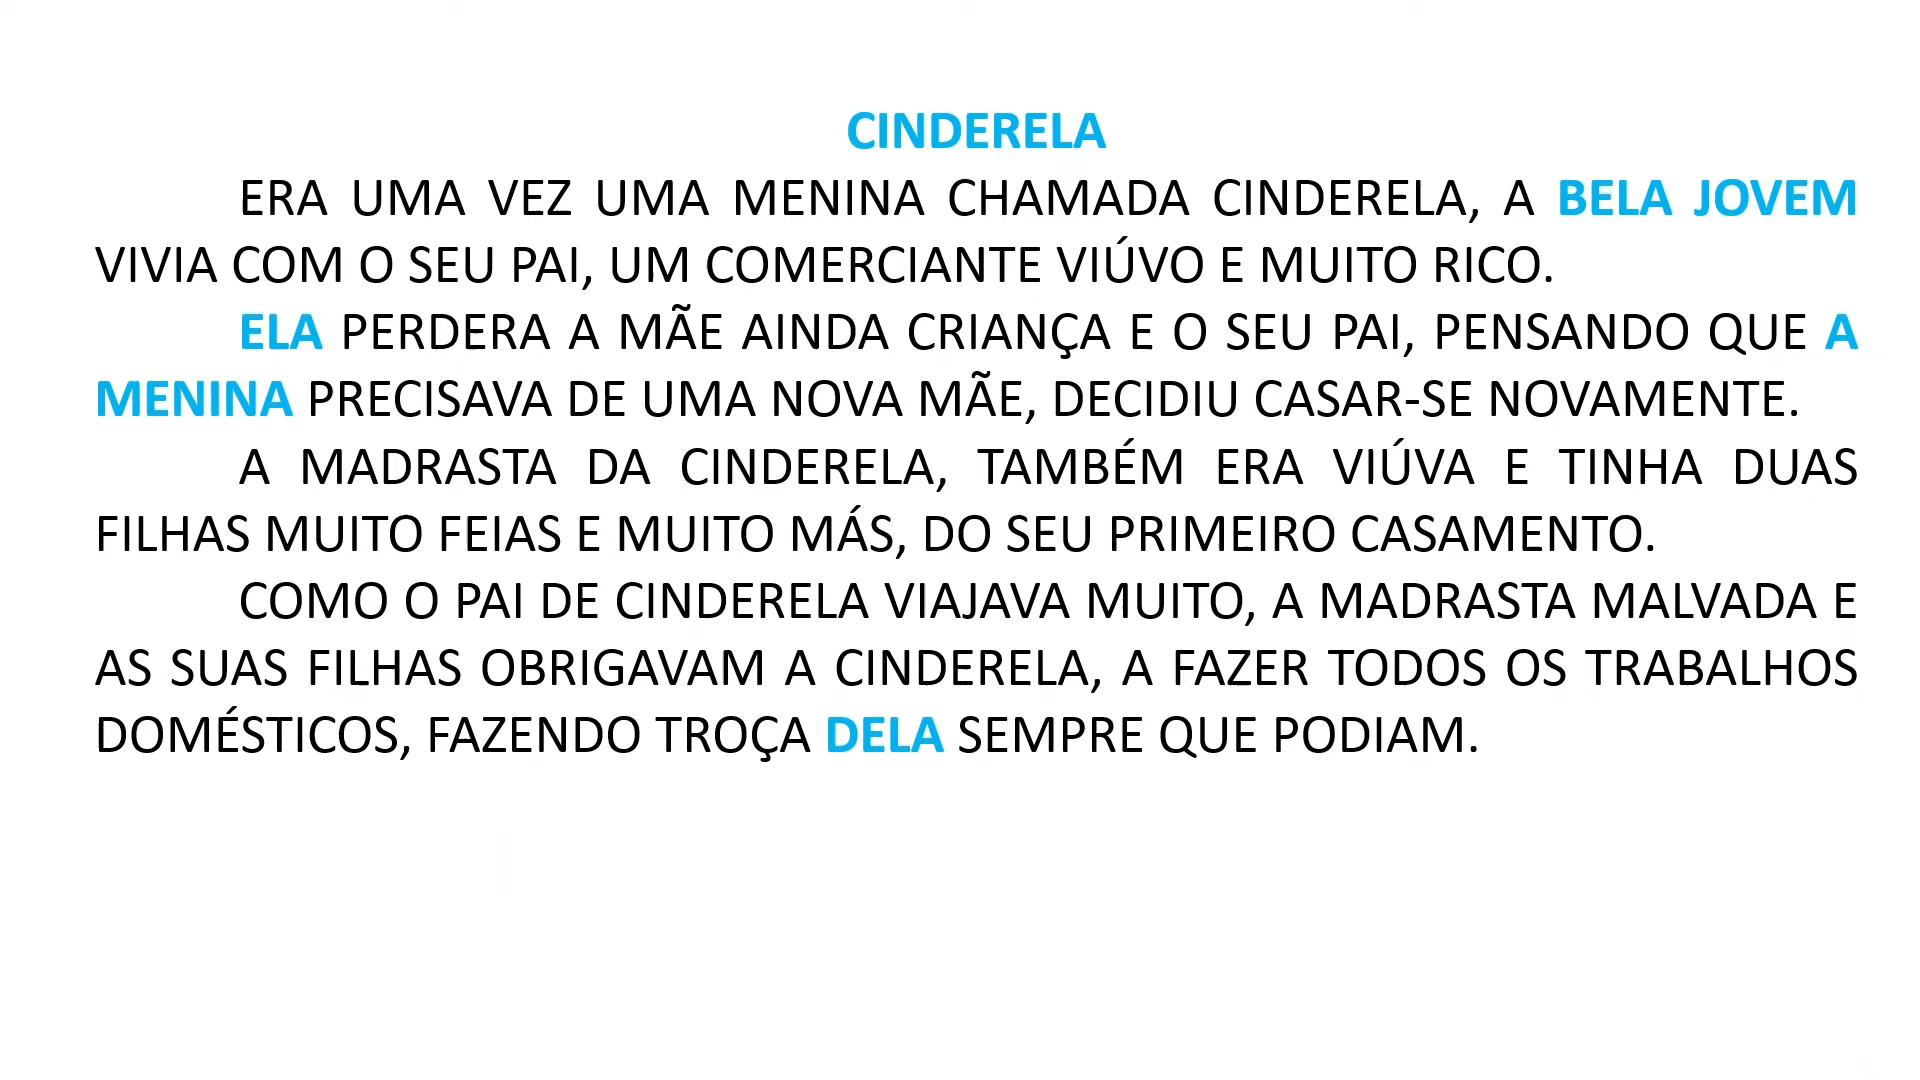 CINDERELA
ERA UMA VEZ UMA MENINA CHAMADA CINDERELA, A BELA JOVEM
VIVIA COM O SEU PAI, UM COMERCIANTE VIÚVO E MUITO RICO.
ELA PERDERA A MÃE AINDA CRIANÇA E O SEU PAI, PENSANDO QUE A
MENINA PRECISAVA DE UMA NOVA MÃE, DECIDIU CASAR-SE NOVAMENTE.
A MADRASTA DA CINDERELA, TAMBÉM ERA VIÚVA E TINHA DUAS
FILHAS MUITO FEIAS E MUITO MÁS, DO SEU PRIMEIRO CASAMENTO.
COMO O PAI DE CINDERELA VIAJAVA MUITO, A MADRASTA MALVADA E
AS SUAS FILHAS OBRIGAVAM A CINDERELA, A FAZER TODOS OS TRABALHOS
DOMÉSTICOS, FAZENDO TROÇA DELA SEMPRE QUE PODIAM.